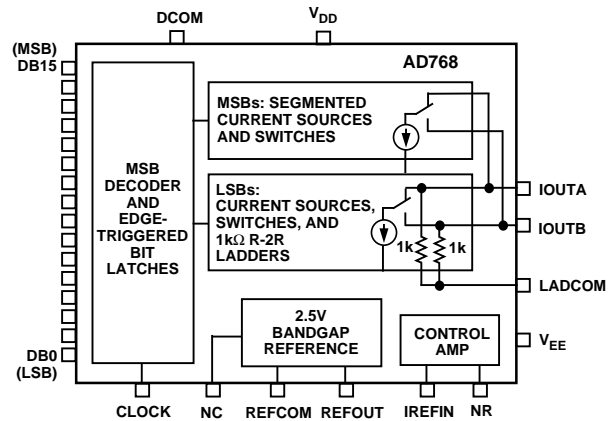 DCOM
V_DD
(MSB)
DB15
AD768
MSBs: SEGMENTED
CURRENT SOURCES
AND SWITCHES
MSB
DECODER
AND
EDGE-
TRIGGERED
BIT
LATCHES
LSBs:
CURRENT SOURCES,
SWITCHES, AND
1kΩ R-2R
LADDERS
1k
1k
IOUTA
IOUTB
LADCOM
2.5V
BANDGAP
REFERENCE
CONTROL
AMP
V_EE
DB0
(LSB)
CLOCK
NC
REFCOM
REFOUT
IREFIN
NR